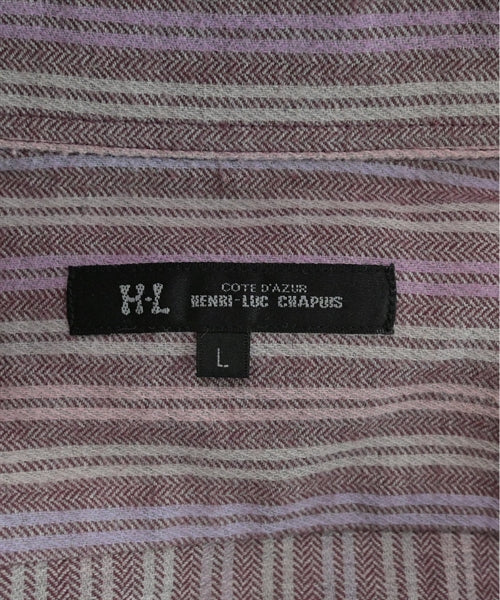 H·L
COTE D'AZUR
HENRI-LUC CHAPUIS
L